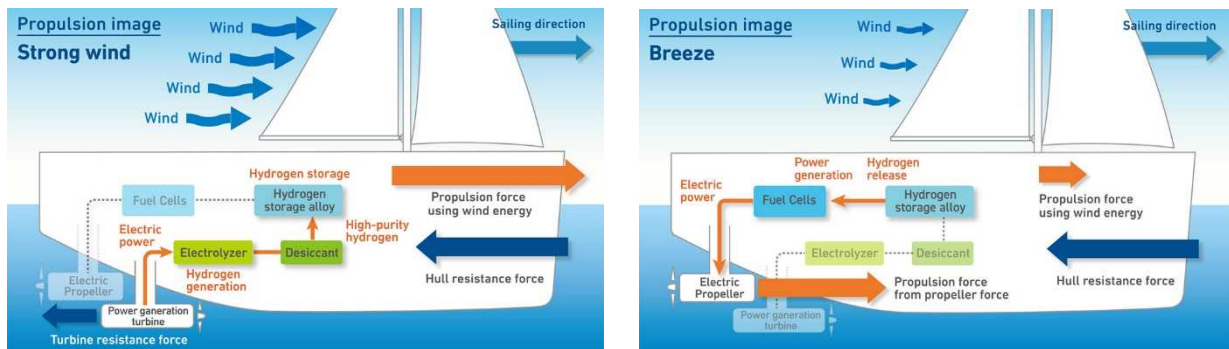 Propulsion image
Strong wind
Wind
Wind
Wind
Wind
Sailing direction
Hydrogen storage
Fuel Cells
Hydrogen
storage alloy
Electric
power
High-purity
hydrogen
Electrolyzer
Desiccant
Hydrogen
generation
Electric
Propeller
Power ganeration
turbine
Turbine resistance force
Propulsion force
using wind energy
Hull resistance force
Propulsion image
Breeze
Wind
Wind
Wind
Sailing direction
Power
generation
Hydrogen
release
Electric
power
Fuel Cells
Hydrogen
storage alloy
Electrolyzer
Desiccant
Electric
Propeller
Propulsion force
from propeller force
Power ganeration
turbine
Propulsion force
using wind energy
Hull resistance force